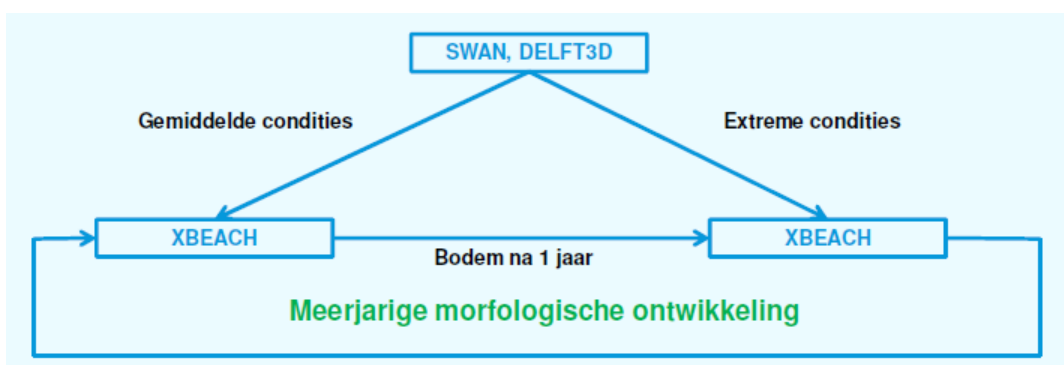 SWAN, DELFT3D
Gemiddelde condities
Extreme condities
XBEACH
XBEACH
Bodem na 1 jaar
Meerjarige morfologische ontwikkeling